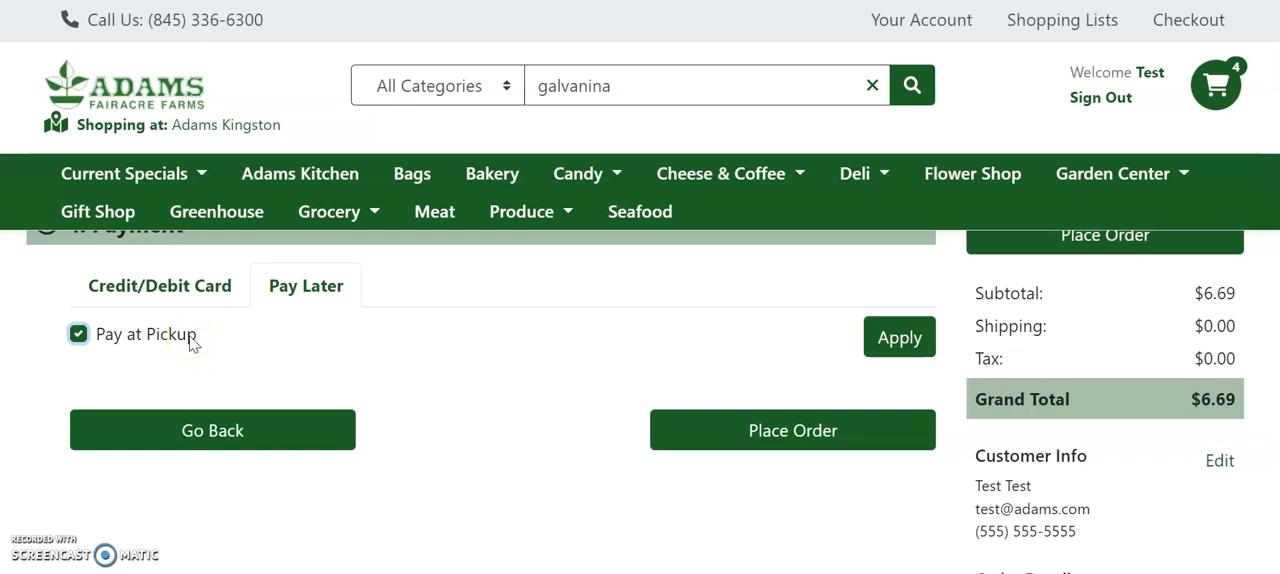 Call Us: (845) 336-6300
Your Account
Shopping Lists
Checkout
ADAMS
FAIRACRE FARMS
All Categories
galvanina
Welcome Test
Sign Out
4
Shopping at: Adams Kingston
Current Specials
Adams Kitchen
Bags
Bakery
Candy
Cheese & Coffee
Deli
Flower Shop
Garden Center
Gift Shop
Greenhouse
Grocery
Meat
Produce
Seafood
4. Payment
Place Order
Credit/Debit Card
Pay Later
Pay at Pickup
Apply
Go Back
Place Order
Subtotal: $6.69
Shipping: $0.00
Tax: $0.00
Grand Total $6.69
Customer Info
Edit
Test Test
test@adams.com
(555) 555-5555
RECORDED WITH
SCREENCAST MATIC